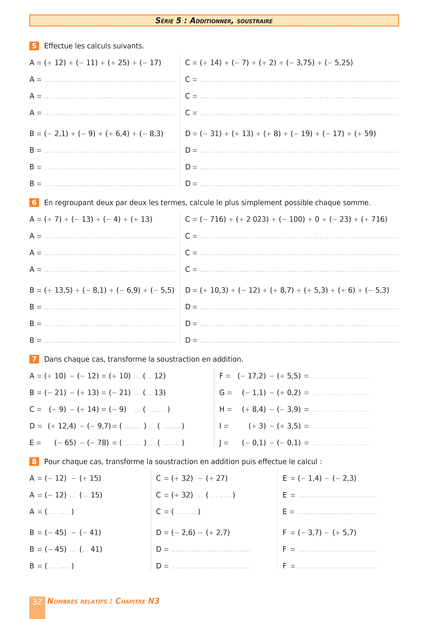 SÉRIE 5 : ADDITIONNER, SOUSTRAIRE
5 Effectue les calculs suivants.
A = (+ 12) + (− 11) + (+ 25) + (− 17) C = (+ 14) + (− 7) + (+ 2) + (− 3,75) + (− 5,25)
A = ........ C = ........
A = ........ C = ........
A = ........ C = ........
B = (− 2,1) + (− 9) + (+ 6,4) + (− 8,3) D = (− 31) + (+ 13) + (+ 8) + (− 19) + (− 17) + (+ 59)
B = ........ D = ........
B = ........ D = ........
B = ........ D = ........
6 En regroupant deux par deux les termes, calcule le plus simplement possible chaque somme.
A = (+ 7) + (− 13) + (− 4) + (+ 13) C = (− 716) + (+ 2 023) + (− 100) + 0 + (− 23) + (+ 716)
A = ........ C = ........
A = ........ C = ........
A = ........ C = ........
B = (+ 13,5) + (− 8,1) + (− 6,9) + (− 5,5) D = (+ 10,3) + (− 12) + (+ 8,7) + (+ 5,3) + (+ 6) + (− 5,3)
B = ........ D = ........
B = ........ D = ........
B = ........ D = ........
7 Dans chaque cas, transforme la soustraction en addition.
A = (+ 10) − (− 12) = (+ 10) ... (... 12) F = (− 17,2) − (+ 5,5) = ........
B = (− 21) − (+ 13) = (− 21) ... (... 13) G = (− 1,1) − (+ 0,2) = ........
C = (− 9) − (+ 14) = (− 9) ... ( ........ ) H = (+ 8,4) − (− 3,9) = ........
D = (+ 12,4) − (− 9,7) = ( ........ ) ... ( ........ ) I = (+ 3) − (+ 3,5) = ........
E = (− 65) − (− 78) = ( ........ ) ... ( ........ ) J = (− 0,1) − (− 0,1) = ........
8 Pour chaque cas, transforme la soustraction en addition puis effectue le calcul :
A = (− 12) − (+ 15) C = (+ 32) − (+ 27) E = (− 1,4) − (− 2,3)
A = (− 12) ... (... 15) C = (+ 32) ... ( ... ..... ) E = ........
A = ( ... ..... ) C = ( ... ..... ) E = ........
B = (− 45) − (− 41) D = (− 2,6) − (+ 2,7) F = (− 3,7) − (+ 5,7)
B = (− 45) ... (... 41) D = ........ F = ........
B = ( ... ..... ) D = ........ F = ........
32 NOMBRES RELATIFS : CHAPITRE N3